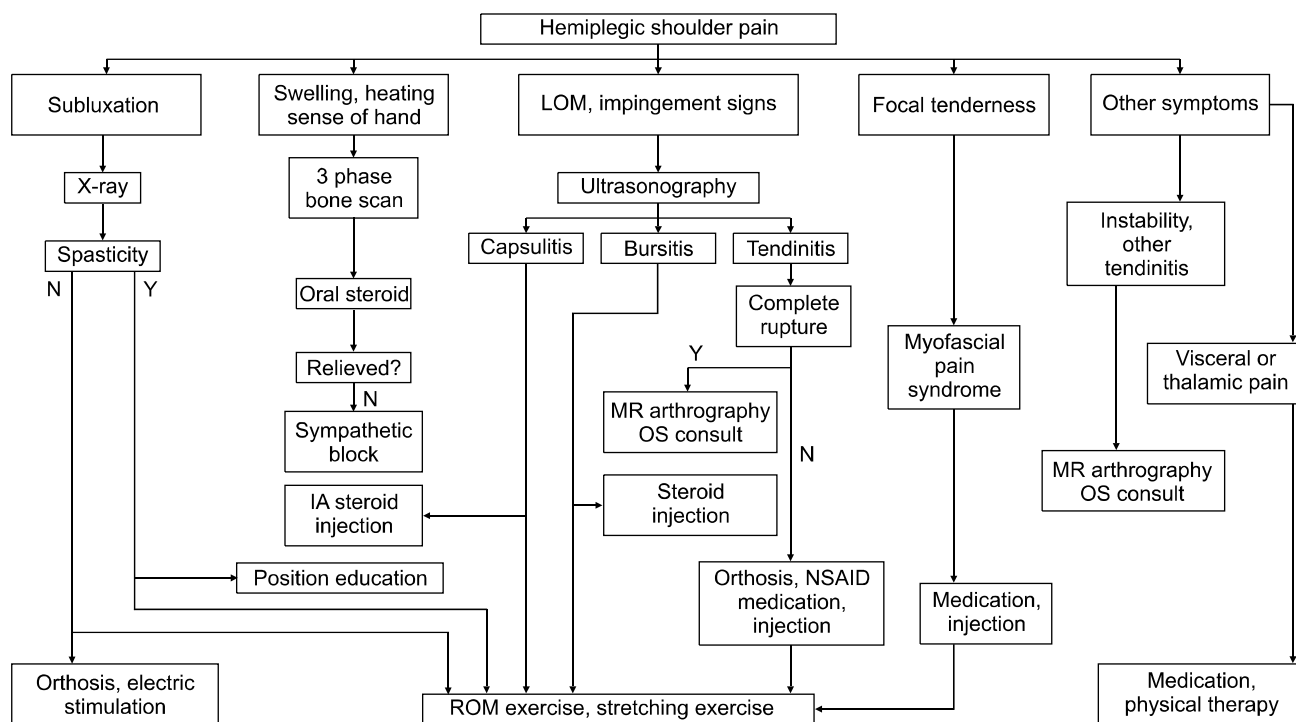 Hemiplegic shoulder pain
Subluxation
Swelling, heating
sense of hand
LOM, impingement signs
Focal tenderness
Other symptoms
X-ray
3 phase
bone scan
Ultrasonography
Spasticity
Capsulitis
Bursitis
Tendinitis
Instability,
other
tendinitis
N
Y
Oral steroid
Complete
rupture
Relieved?
Y
Myofascial
pain
syndrome
Visceral or
thalamic pain
N
MR arthrography
OS consult
Sympathetic
block
N
MR arthrography
OS consult
IA steroid
injection
Steroid
injection
Position education
Orthosis, NSAID
medication,
injection
Medication,
injection
Orthosis, electric
stimulation
ROM exercise, stretching exercise
Medication,
physical therapy